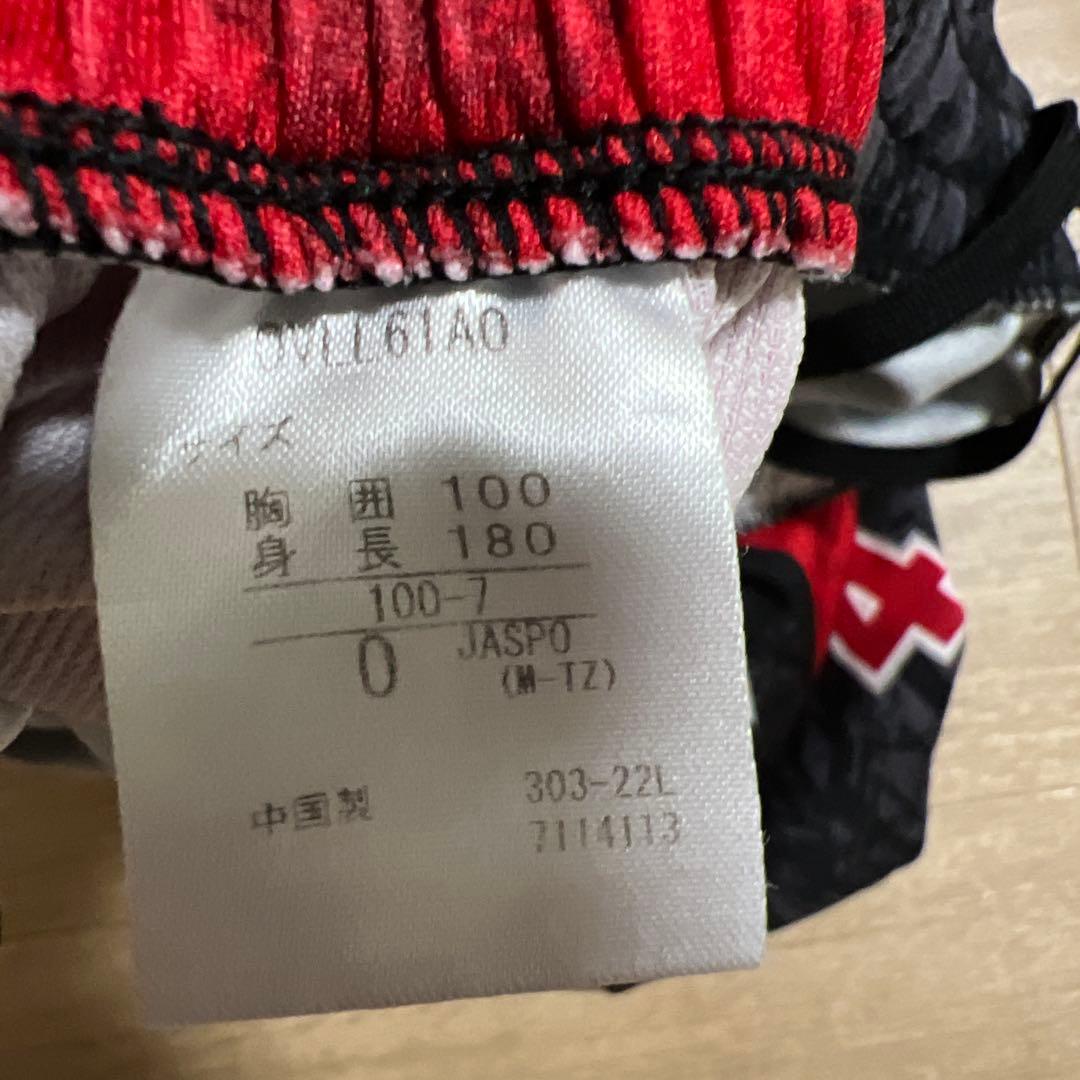 OVLL61AO
サイズ
胸 囲 100
身 長 180
100-7
O JASPO
(M-TZ)
中国製 303-22L
7114113
4